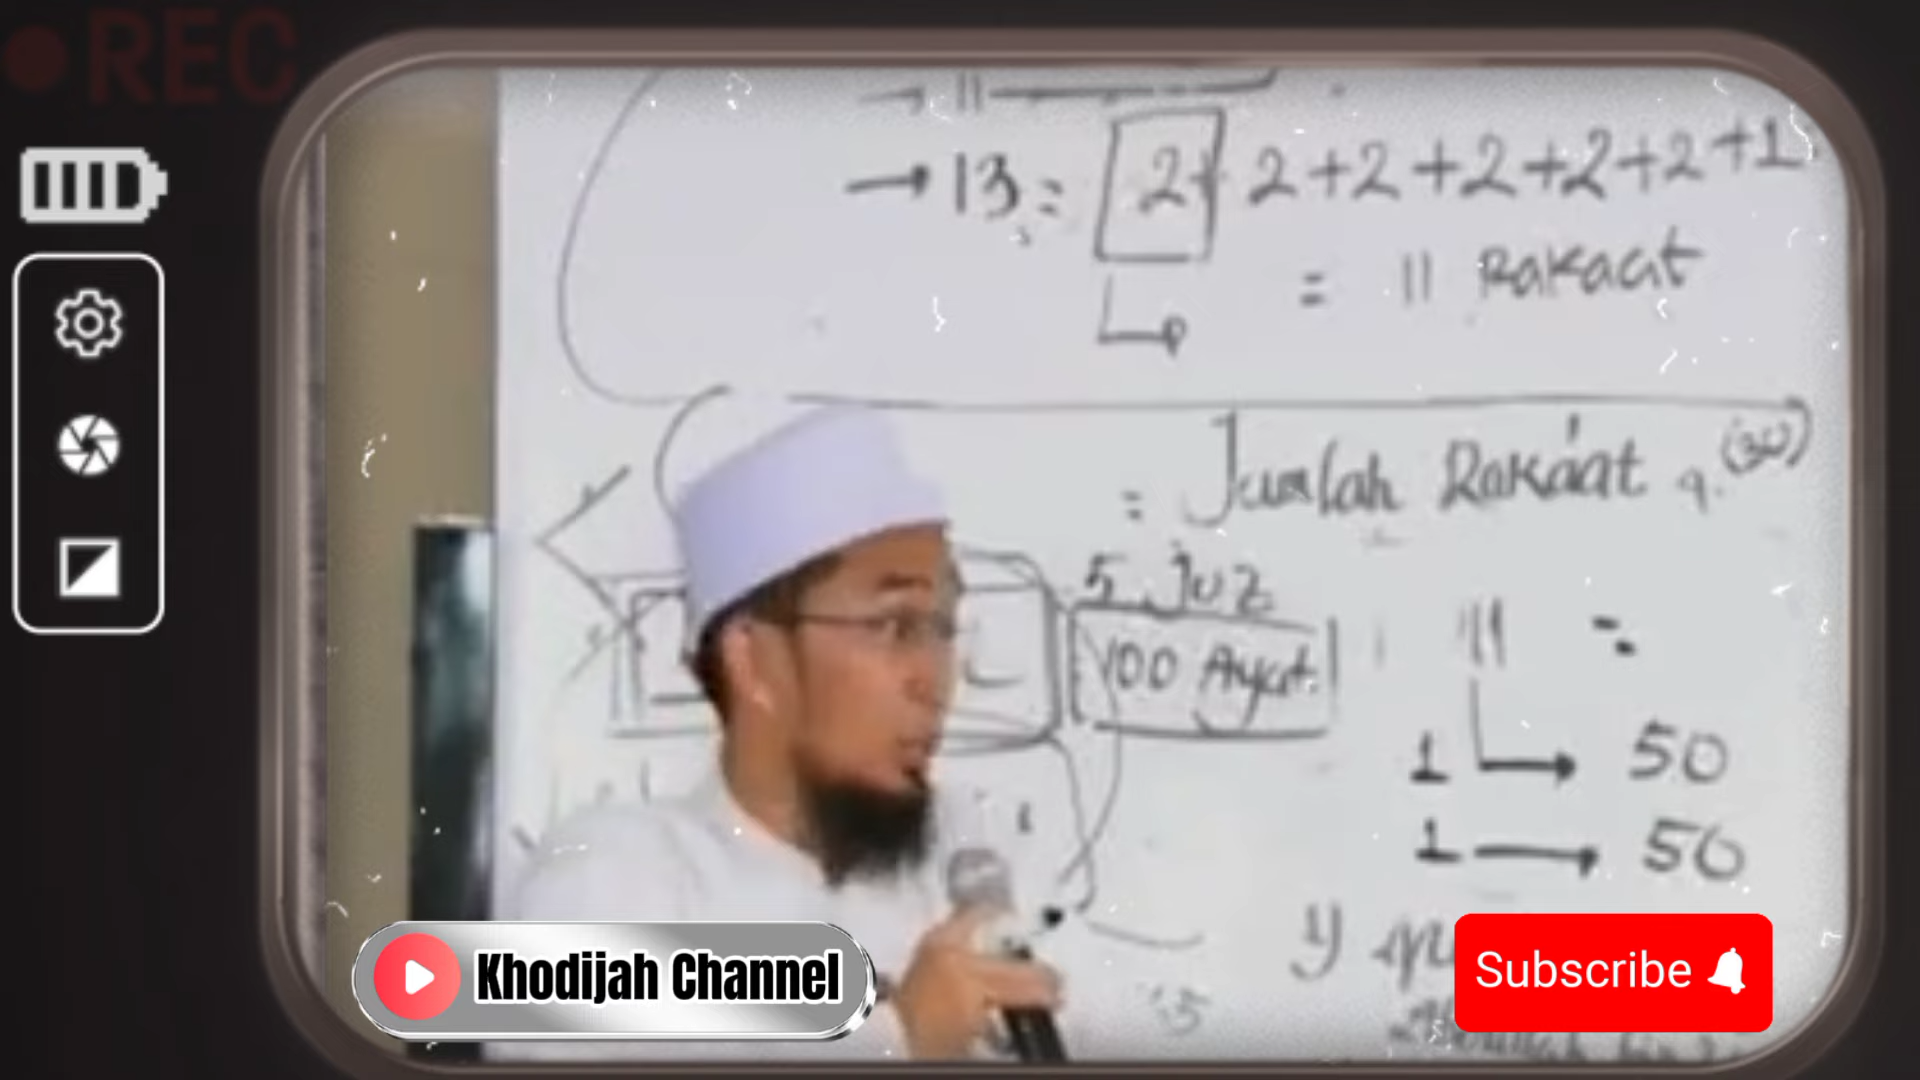 REC
→ 11
→ 13 = 2+ 2+2+2+2+2+1
= 11 Rakaat
= Jumlah Rakaat
5 Juz
100 Ayat
11 =
1 → 50
1 → 50
Khodijah Channel
Subscribe